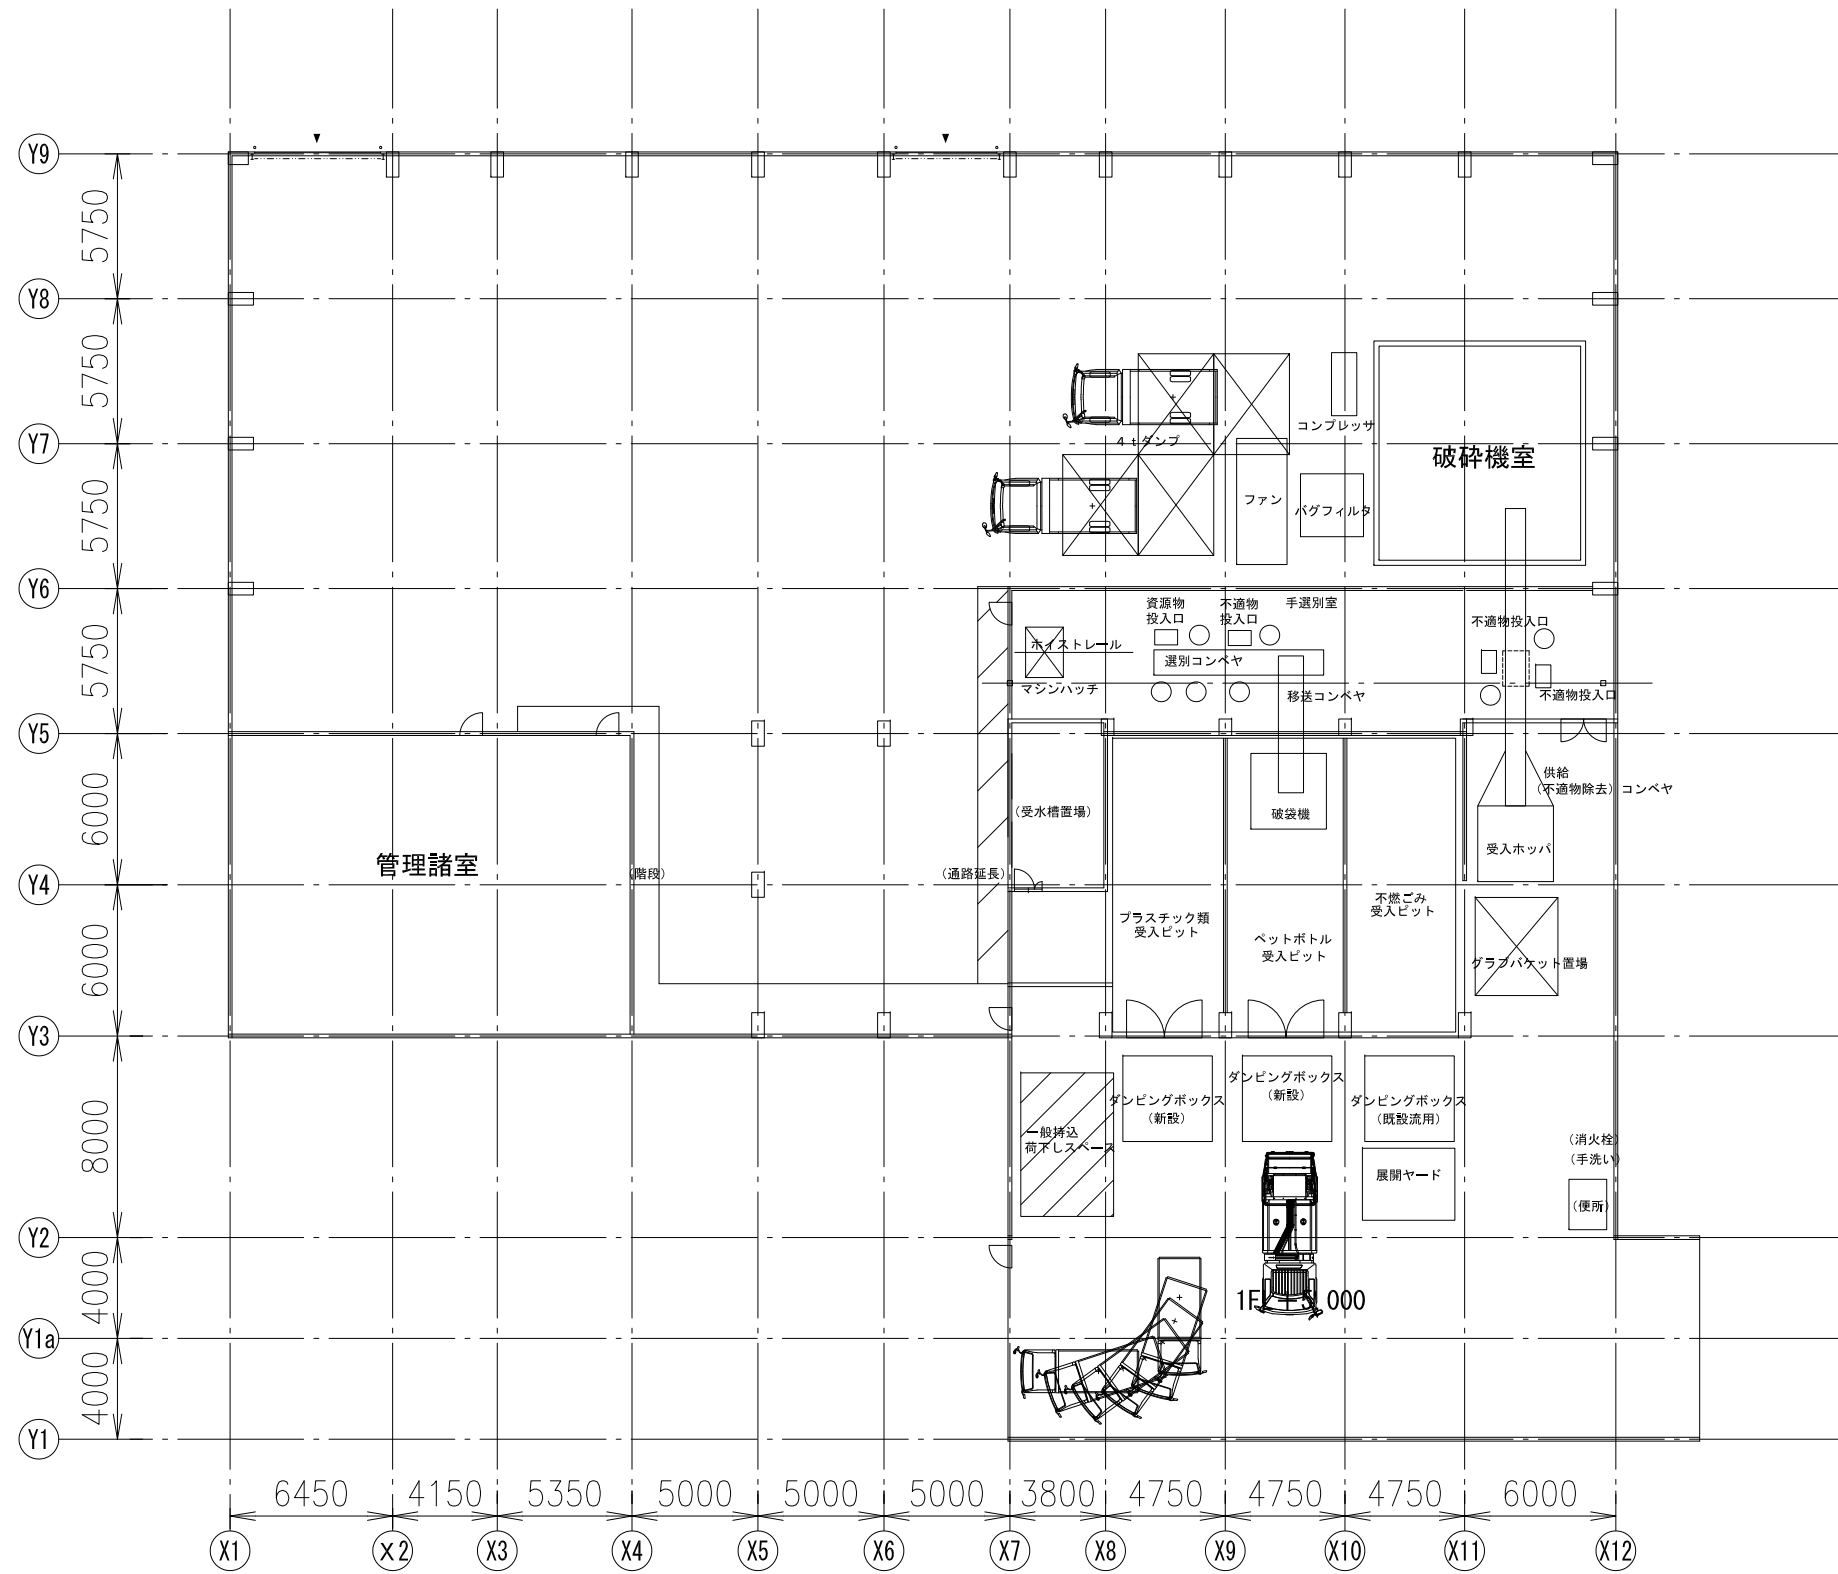 Y9
5750
Y8
5750
コンプレッサ
4tダンプ
Y7
破砕機室
5750
ファン
バグフィルタ
Y6
資源物
投入口
不適物
投入口
手選別室
不適物投入口
5750
ホイストレール
選別コンベヤ
マシンハッチ
移送コンベヤ
不適物投入口
Y5
供給
(不適物除去)コンベヤ
6000
(受水槽置場)
破袋機
受入ホッパ
管理諸室
(階段)
(通路延長)
Y4
不燃ごみ
受入ピット
プラスチック類
受入ピット
ペットボトル
受入ピット
6000
グラブバケット置場
Y3
ダンピングボックス
(新設)
ダンピングボックス
(新設)
ダンピングボックス
(既設流用)
一般持込
荷下しスペース
8000
(消火栓)
(手洗い)
展開ヤード
(便所)
Y2
4000
Y1a
4000
Y1
6450 4150 5350 5000 5000 5000 3800 4750 4750 4750 6000
X1 X2 X3 X4 X5 X6 X7 X8 X9 X10 X11 X12